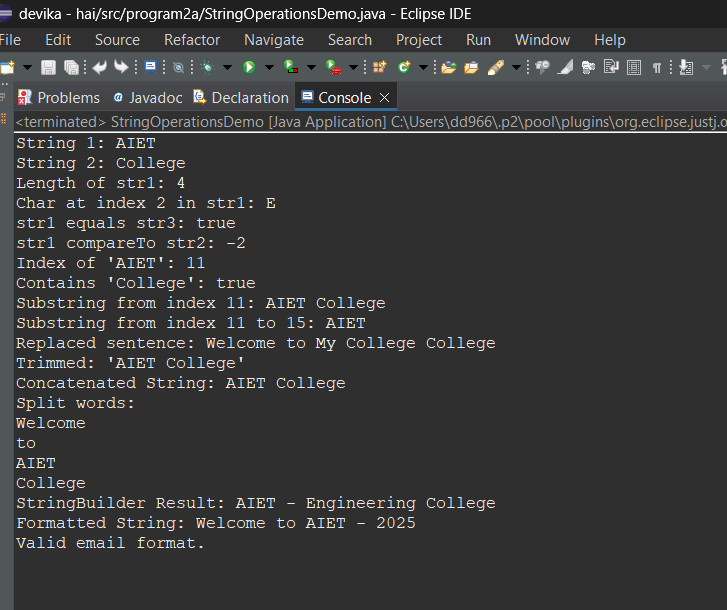 devika - hai/src/program2a/StringOperationsDemo.java - Eclipse IDE
File Edit Source Refactor Navigate Search Project Run Window Help
Problems Javadoc Declaration Console
<terminated> StringOperationsDemo [Java Application] C:\Users\dd966\.p2\pool\plugins\org.eclipse.justj.o
String 1: AIET
String 2: College
Length of str1: 4
Char at index 2 in str1: E
str1 equals str3: true
str1 compareTo str2: -2
Index of 'AIET': 11
Contains 'College': true
Substring from index 11: AIET College
Substring from index 11 to 15: AIET
Replaced sentence: Welcome to My College College
Trimmed: 'AIET College'
Concatenated String: AIET College
Split words:
Welcome
to
AIET
College
StringBuilder Result: AIET - Engineering College
Formatted String: Welcome to AIET - 2025
Valid email format.